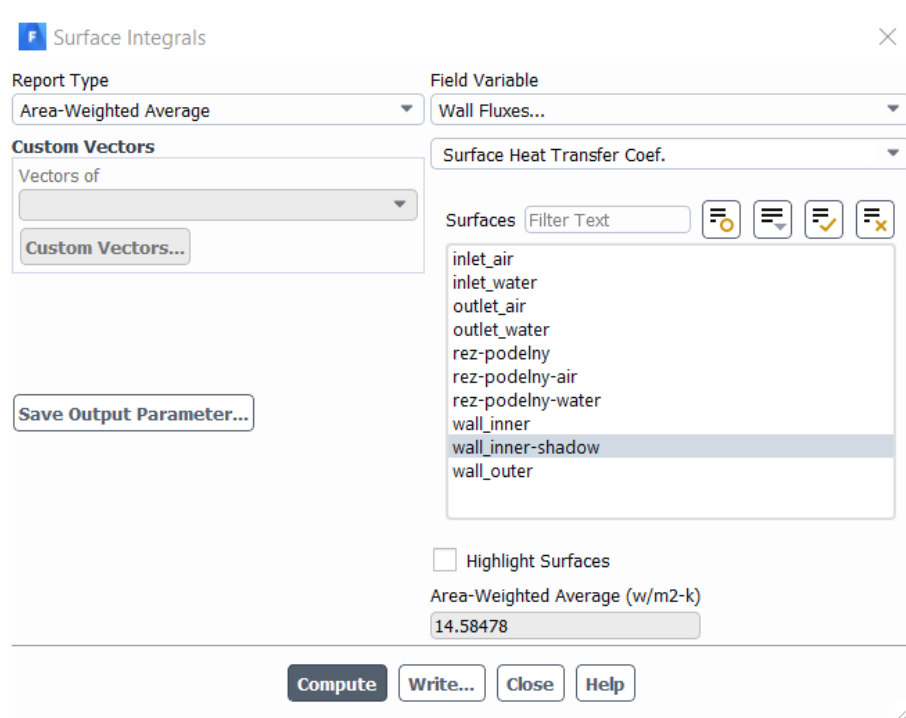 F Surface Integrals
Report Type
Area-Weighted Average
Custom Vectors
Vectors of
Custom Vectors...
Save Output Parameter...
Field Variable
Wall Fluxes...
Surface Heat Transfer Coef.
Surfaces Filter Text
inlet_air
inlet_water
outlet_air
outlet_water
rez-podelny
rez-podelny-air
rez-podelny-water
wall_inner
wall_inner-shadow
wall_outer
Highlight Surfaces
Area-Weighted Average (w/m2-k)
14.58478
Compute Write... Close Help